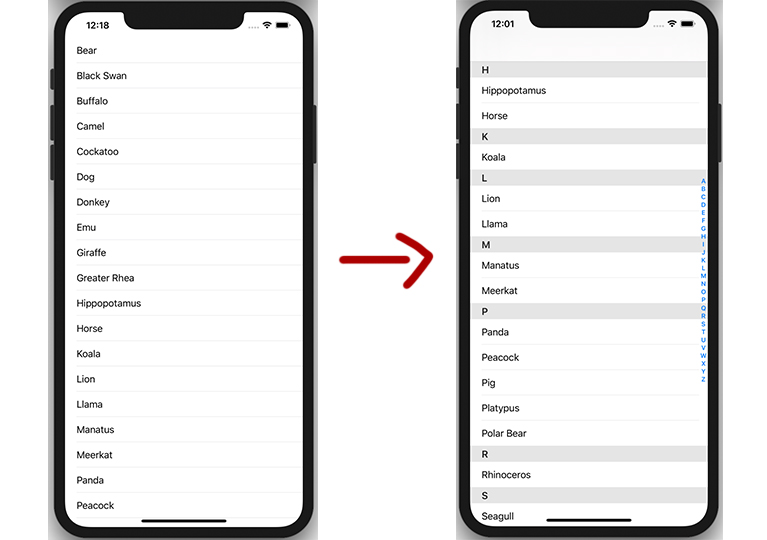 12:18
Bear
Black Swan
Buffalo
Camel
Cockatoo
Dog
Donkey
Emu
Giraffe
Greater Rhea
Hippopotamus
Horse
Koala
Lion
Llama
Manatus
Meerkat
Panda
Peacock
12:01
H
Hippopotamus
Horse
K
Koala
L
Lion
Llama
M
Manatus
Meerkat
P
Panda
Peacock
Pig
Platypus
Polar Bear
R
Rhinoceros
S
Seagull
A
B
C
D
E
F
G
H
I
J
K
L
M
N
O
P
Q
R
S
T
U
V
W
X
Y
Z